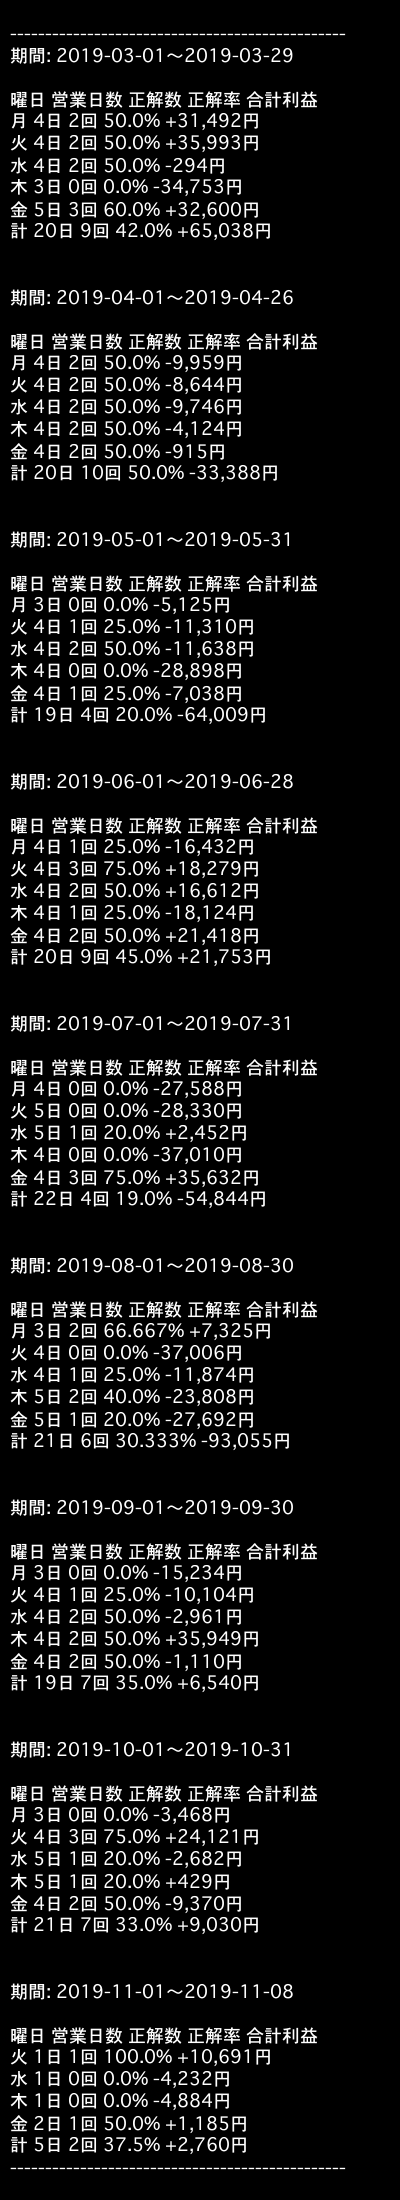 ------------------------------------------------
期間: 2019-03-01〜2019-03-29
曜日 営業日数 正解数 正解率 合計利益
月 4日 2回 50.0% +31,492円
火 4日 2回 50.0% +35,993円
水 4日 2回 50.0% -294円
木 3日 0回 0.0% -34,753円
金 5日 3回 60.0% +32,600円
計 20日 9回 42.0% +65,038円
期間: 2019-04-01〜2019-04-26
曜日 営業日数 正解数 正解率 合計利益
月 4日 2回 50.0% -9,959円
火 4日 2回 50.0% -8,644円
水 4日 2回 50.0% -9,746円
木 4日 2回 50.0% -4,124円
金 4日 2回 50.0% -915円
計 20日 10回 50.0% -33,388円
期間: 2019-05-01〜2019-05-31
曜日 営業日数 正解数 正解率 合計利益
月 3日 0回 0.0% -5,125円
火 4日 1回 25.0% -11,310円
水 4日 2回 50.0% -11,638円
木 4日 0回 0.0% -28,898円
金 4日 1回 25.0% -7,038円
計 19日 4回 20.0% -64,009円
期間: 2019-06-01〜2019-06-28
曜日 営業日数 正解数 正解率 合計利益
月 4日 1回 25.0% -16,432円
火 4日 3回 75.0% +18,279円
水 4日 2回 50.0% +16,612円
木 4日 1回 25.0% -18,124円
金 4日 2回 50.0% +21,418円
計 20日 9回 45.0% +21,753円
期間: 2019-07-01〜2019-07-31
曜日 営業日数 正解数 正解率 合計利益
月 4日 0回 0.0% -27,588円
火 5日 0回 0.0% -28,330円
水 5日 1回 20.0% +2,452円
木 4日 0回 0.0% -37,010円
金 4日 3回 75.0% +35,632円
計 22日 4回 19.0% -54,844円
期間: 2019-08-01〜2019-08-30
曜日 営業日数 正解数 正解率 合計利益
月 3日 2回 66.667% +7,325円
火 4日 0回 0.0% -37,006円
水 4日 1回 25.0% -11,874円
木 5日 2回 40.0% -23,808円
金 5日 1回 20.0% -27,692円
計 21日 6回 30.333% -93,055円
期間: 2019-09-01〜2019-09-30
曜日 営業日数 正解数 正解率 合計利益
月 3日 0回 0.0% -15,234円
火 4日 1回 25.0% -10,104円
水 4日 2回 50.0% -2,961円
木 4日 2回 50.0% +35,949円
金 4日 2回 50.0% -1,110円
計 19日 7回 35.0% +6,540円
期間: 2019-10-01〜2019-10-31
曜日 営業日数 正解数 正解率 合計利益
月 3日 0回 0.0% -3,468円
火 4日 3回 75.0% +24,121円
水 5日 1回 20.0% -2,682円
木 5日 1回 20.0% +429円
金 4日 2回 50.0% -9,370円
計 21日 7回 33.0% +9,030円
期間: 2019-11-01〜2019-11-08
曜日 営業日数 正解数 正解率 合計利益
火 1日 1回 100.0% +10,691円
水 1日 0回 0.0% -4,232円
木 1日 0回 0.0% -4,884円
金 2日 1回 50.0% +1,185円
計 5日 2回 37.5% +2,760円
------------------------------------------------